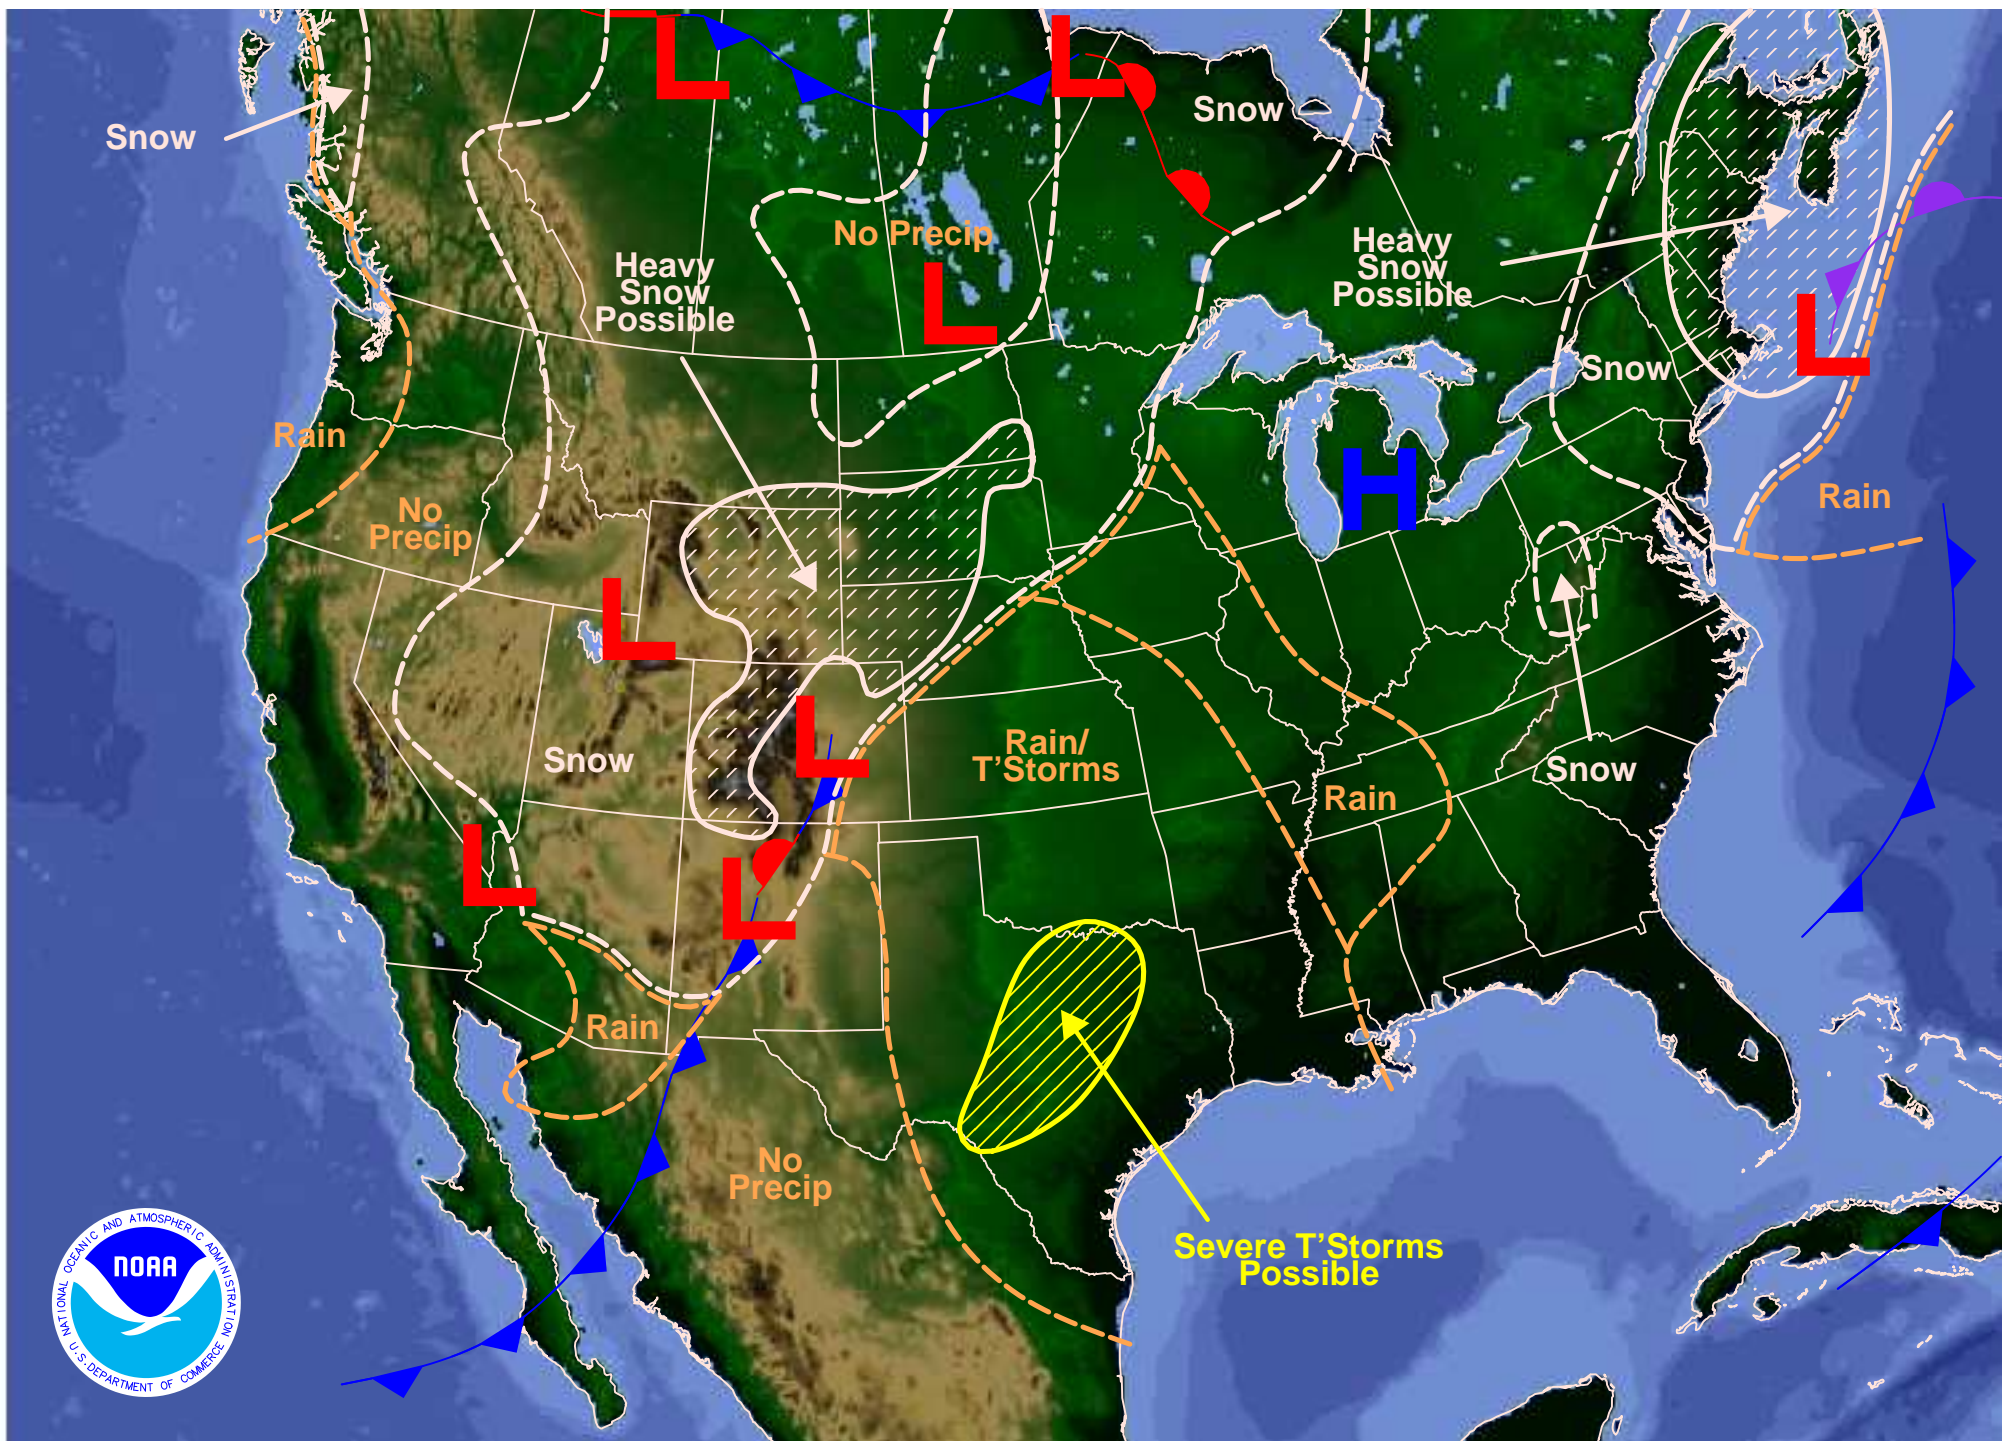 Snow
Snow
No Precip
Heavy
Snow
Possible
Heavy
Snow
Possible
L
L
L
L
Snow
Rain
H
No
Precip
Rain
L
L
Snow
Rain/
T'Storms
Snow
Rain
L
L
Rain
No
Precip
Severe T'Storms
Possible
NATIONAL OCEANIC AND ATMOSPHERIC ADMINISTRATION
NOAA
U.S. DEPARTMENT OF COMMERCE